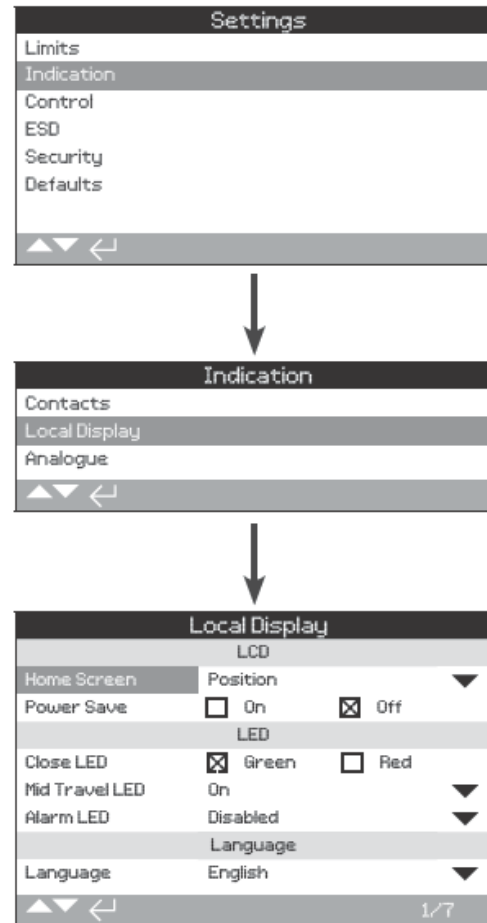 Settings
Limits
Indication
Control
ESD
Security
Defaults
Indication
Contacts
Local Display
Analogue
Local Display
LCD
Home Screen Position
Power Save On Off
LED
Close LED Green Red
Mid Travel LED On
Alarm LED Disabled
Language
Language English
1/7